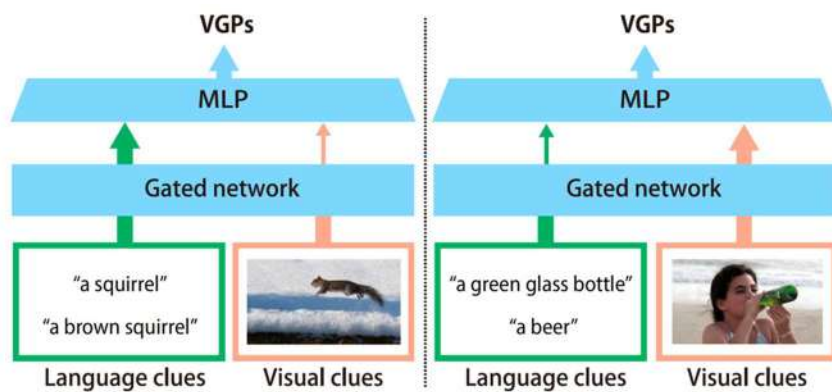 VGPs
MLP
Gated network
“a squirrel”
“a brown squirrel”
Language clues
Visual clues
VGPs
MLP
Gated network
“a green glass bottle”
“a beer”
Language clues
Visual clues